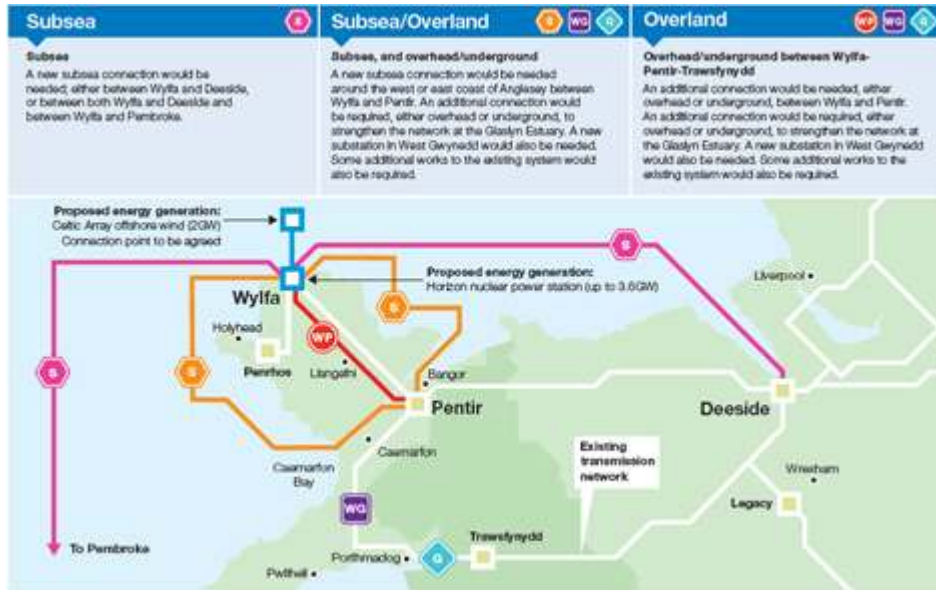 Subsea
S
Subsea
A new subsea connection would be
needed; either between Wylfa and Deeside,
or between both Wylfa and Deeside and
between Wylfa and Pembroke.
Subsea/Overland
S WG G
Subsea, and overhead/underground
A new subsea connection would be needed
around the west or east coast of Anglesey between
Wylfa and Pentir. An additional connection would
be required, either overhead or underground, to
strengthen the network at the Glaslyn Estuary. A new
substation in West Gwynedd would also be needed.
Some additional works to the existing system would
also be required.
Overland
WP WG G
Overhead/underground between Wylfa-
Pentir-Trawsfynydd
An additional connection would be needed, either
overhead or underground, between Wylfa and Pentir.
An additional connection would be required, either
overhead or underground, to strengthen the network at
the Glaslyn Estuary. A new substation in West Gwynedd
would also be needed. Some additional works to the
existing system would also be required.
Proposed energy generation:
Celtic Array offshore wind (2GW)
Connection point to be agreed
S
Liverpool
Proposed energy generation:
Horizon nuclear power station (up to 3.6GW)
Wylfa
S
Holyhead
WP
Penrhos
Llangefni
S
S
Bangor
Pentir
Deeside
Caernarfon
Existing
transmission
network
Caernarfon
Bay
Wrexham
WG
Legacy
Trawsfynydd
To Pembroke
Porthmadog
G
Pwllheli